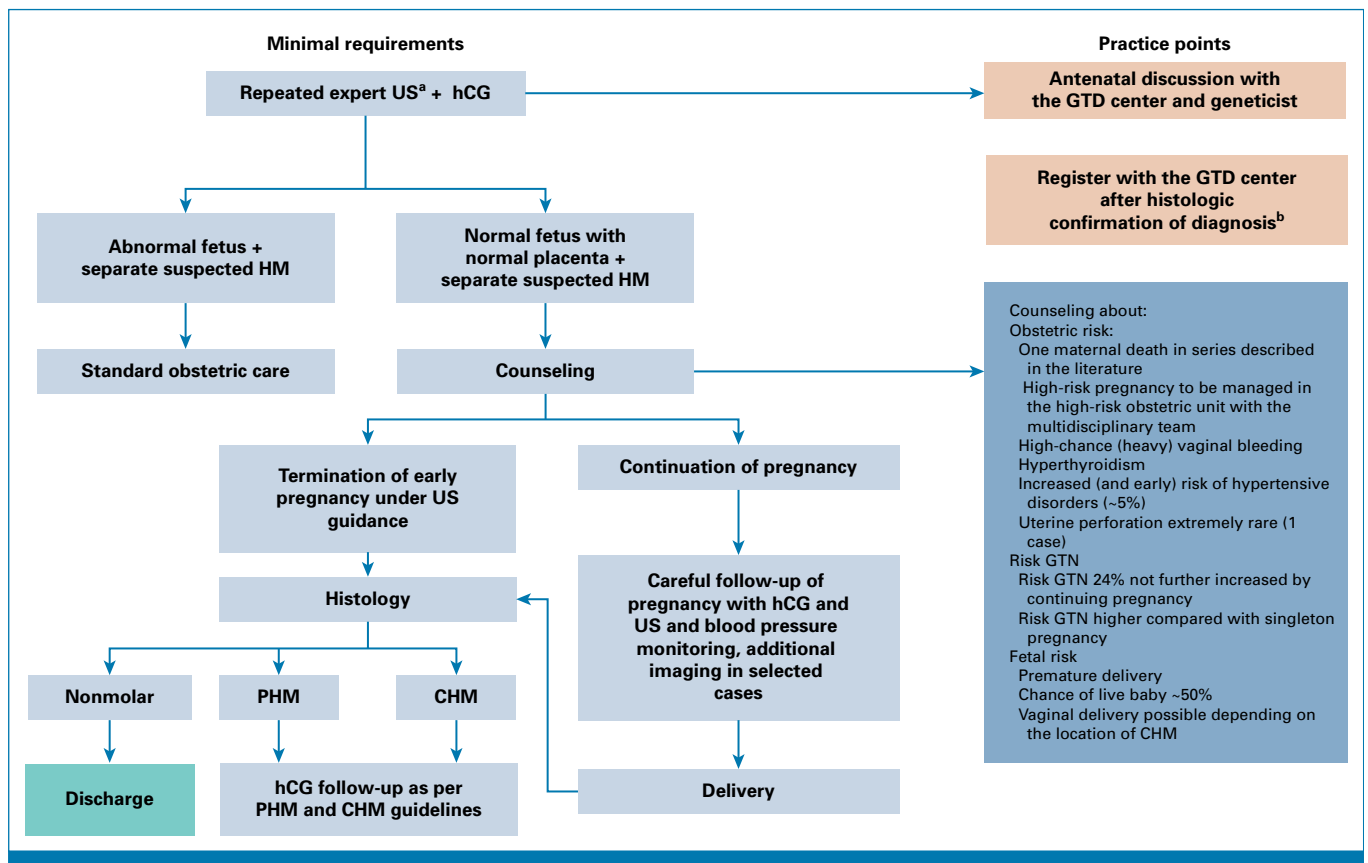 Minimal requirements
Practice points
Repeated expert USᵃ + hCG
Antenatal discussion with
the GTD center and geneticist
Register with the GTD center
after histologic
confirmation of diagnosisᵇ
Abnormal fetus +
separate suspected HM
Normal fetus with
normal placenta +
separate suspected HM
Standard obstetric care
Counseling
Counseling about:
Obstetric risk:
One maternal death in series described
in the literature
High-risk pregnancy to be managed in
the high-risk obstetric unit with the
multidisciplinary team
High-chance (heavy) vaginal bleeding
Hyperthyroidism
Increased (and early) risk of hypertensive
disorders (~5%)
Uterine perforation extremely rare (1
case)
Risk GTN
Risk GTN 24% not further increased by
continuing pregnancy
Risk GTN higher compared with singleton
pregnancy
Fetal risk
Premature delivery
Chance of live baby ~50%
Vaginal delivery possible depending on
the location of CHM
Termination of early
pregnancy under US
guidance
Continuation of pregnancy
Histology
Careful follow-up of
pregnancy with hCG and
US and blood pressure
monitoring, additional
imaging in selected
cases
Nonmolar
PHM
CHM
Discharge
hCG follow-up as per
PHM and CHM guidelines
Delivery